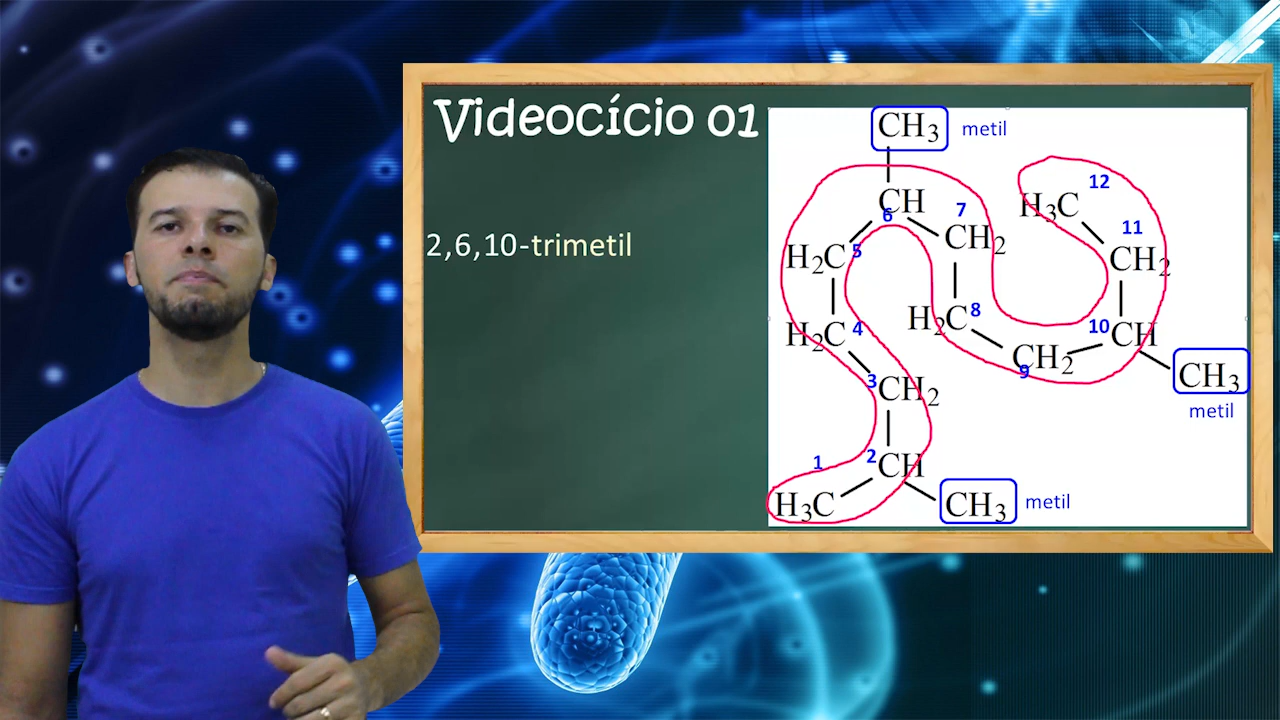 Videocício 01
2,6,10-trimetil
CH3 metil
12
H3C
6 CH
7
CH2
11
CH2
H2C 5
H2C 8
10 CH
H2C 4
CH2
9
CH3
metil
3
CH2
1
2 CH
H3C
CH3 metil